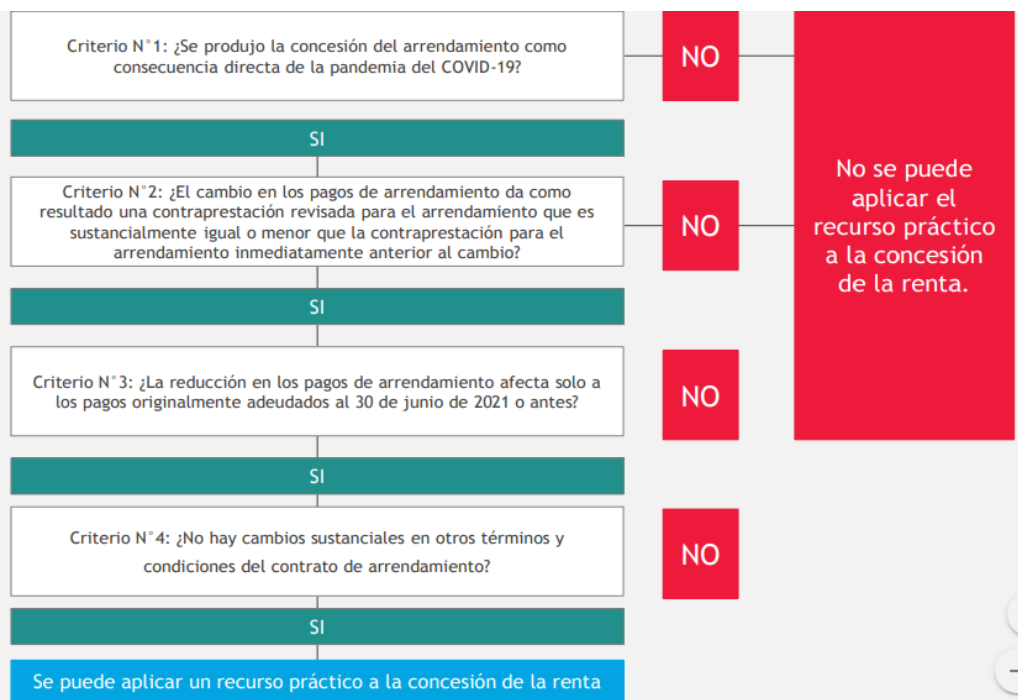 Criterio N°1: ¿Se produjo la concesión del arrendamiento como
consecuencia directa de la pandemia del COVID-19?
NO
SI
Criterio N°2: ¿El cambio en los pagos de arrendamiento da como
resultado una contraprestación revisada para el arrendamiento que es
sustancialmente igual o menor que la contraprestación para el
arrendamiento inmediatamente anterior al cambio?
NO
No se puede
aplicar el
recurso práctico
a la concesión
de la renta.
SI
Criterio N°3: ¿La reducción en los pagos de arrendamiento afecta solo a
los pagos originalmente adeudados al 30 de junio de 2021 o antes?
NO
SI
Criterio N°4: ¿No hay cambios sustanciales en otros términos y
condiciones del contrato de arrendamiento?
NO
SI
Se puede aplicar un recurso práctico a la concesión de la renta